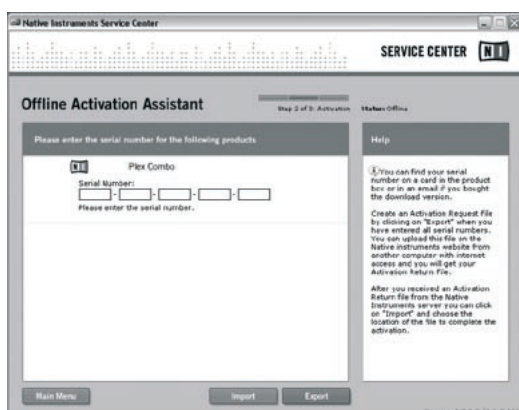 Native Instruments Service Center
SERVICE CENTER NI
Offline Activation Assistant
Step 2 of 3: Activation
Status: Offline
Please enter the serial number for the following products
NI Plex Combo
Serial Number:
- - - -
Please enter the serial number.
Help
You can find your serial
number on a card in the product
box or in an email if you bought
the download version.
Create an Activation Request File
by clicking on "Export" when you
have entered all serial numbers.
You can upload this file on the
Native instruments website from
another computer with internet
access and you will get your
Activation Return File.
After you received an Activation
Return file from the Native
Instruments server you can click
on "Import" and choose the
location of the file to complete the
activation.
Main Menu
Import
Export